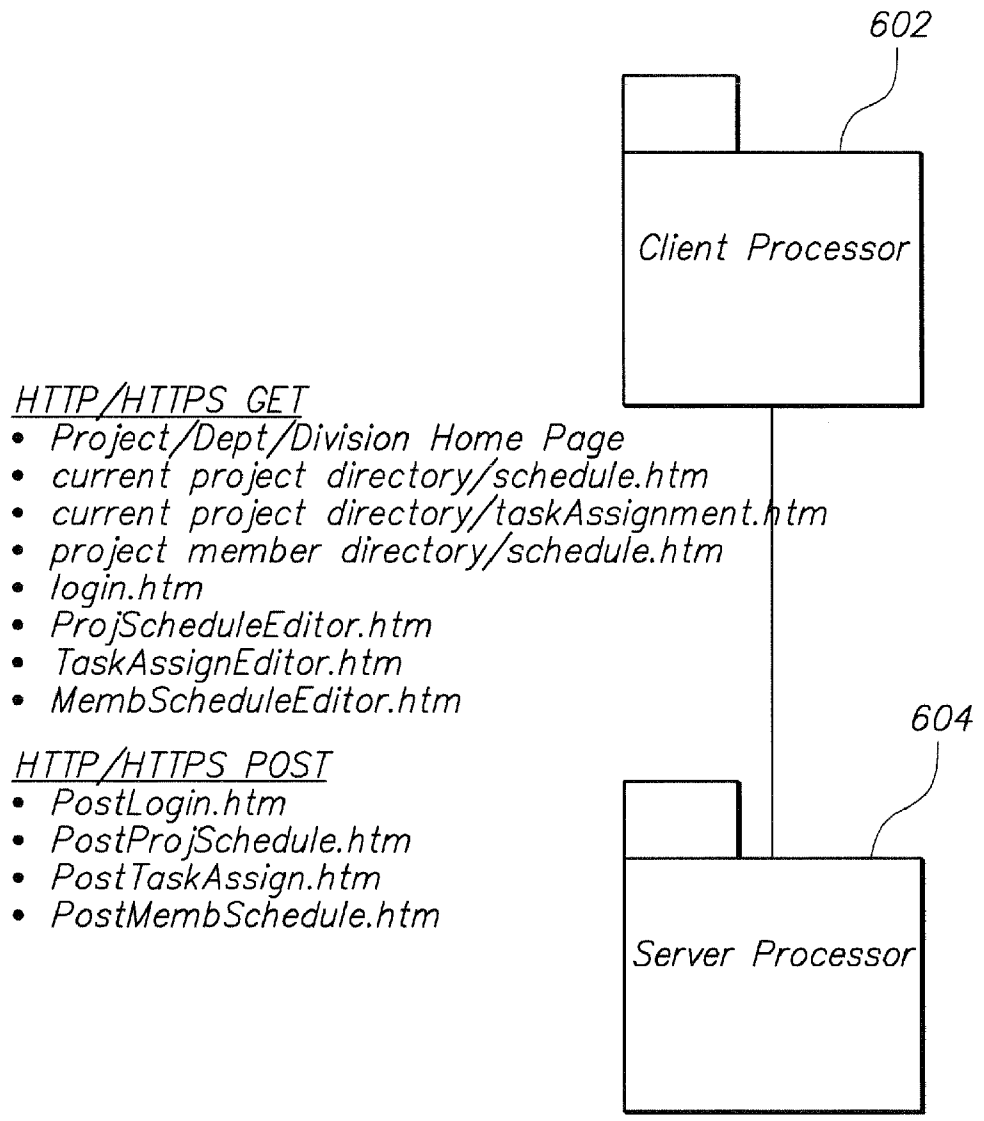 602
Client Processor
HTTP/HTTPS GET
• Project/Dept/Division Home Page
• current project directory/schedule.htm
• current project directory/taskAssignment.htm
• project member directory/schedule.htm
• login.htm
• ProjScheduleEditor.htm
• TaskAssignEditor.htm
• MembScheduleEditor.htm
604
HTTP/HTTPS POST
• PostLogin.htm
• PostProjSchedule.htm
• PostTaskAssign.htm
• PostMembSchedule.htm
Server Processor